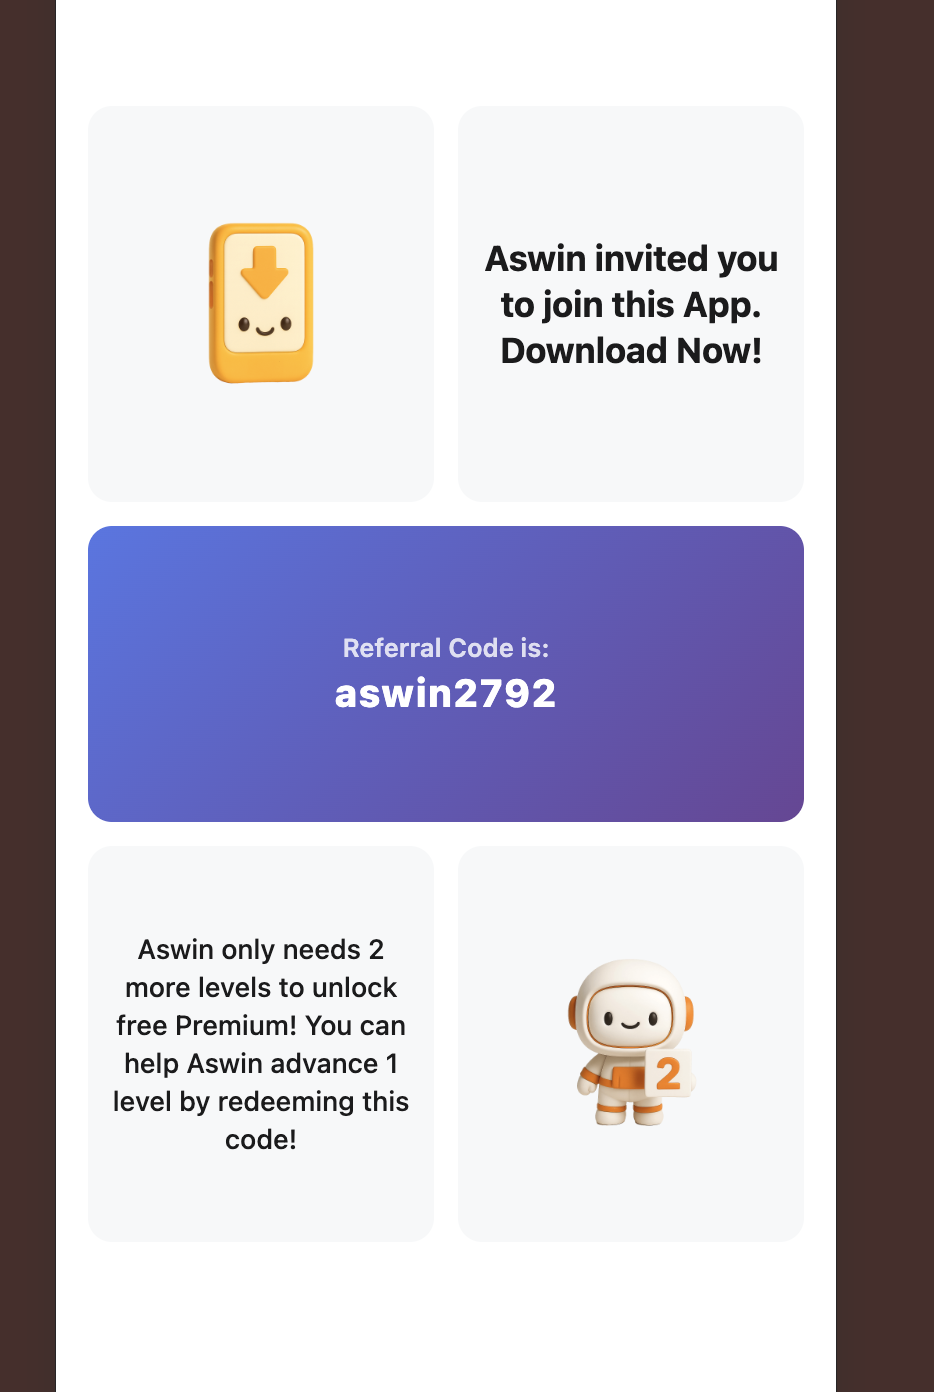 Aswin invited you
to join this App.
Download Now!
Referral Code is:
aswin2792
Aswin only needs 2
more levels to unlock
free Premium! You can
help Aswin advance 1
level by redeeming this
code!
2